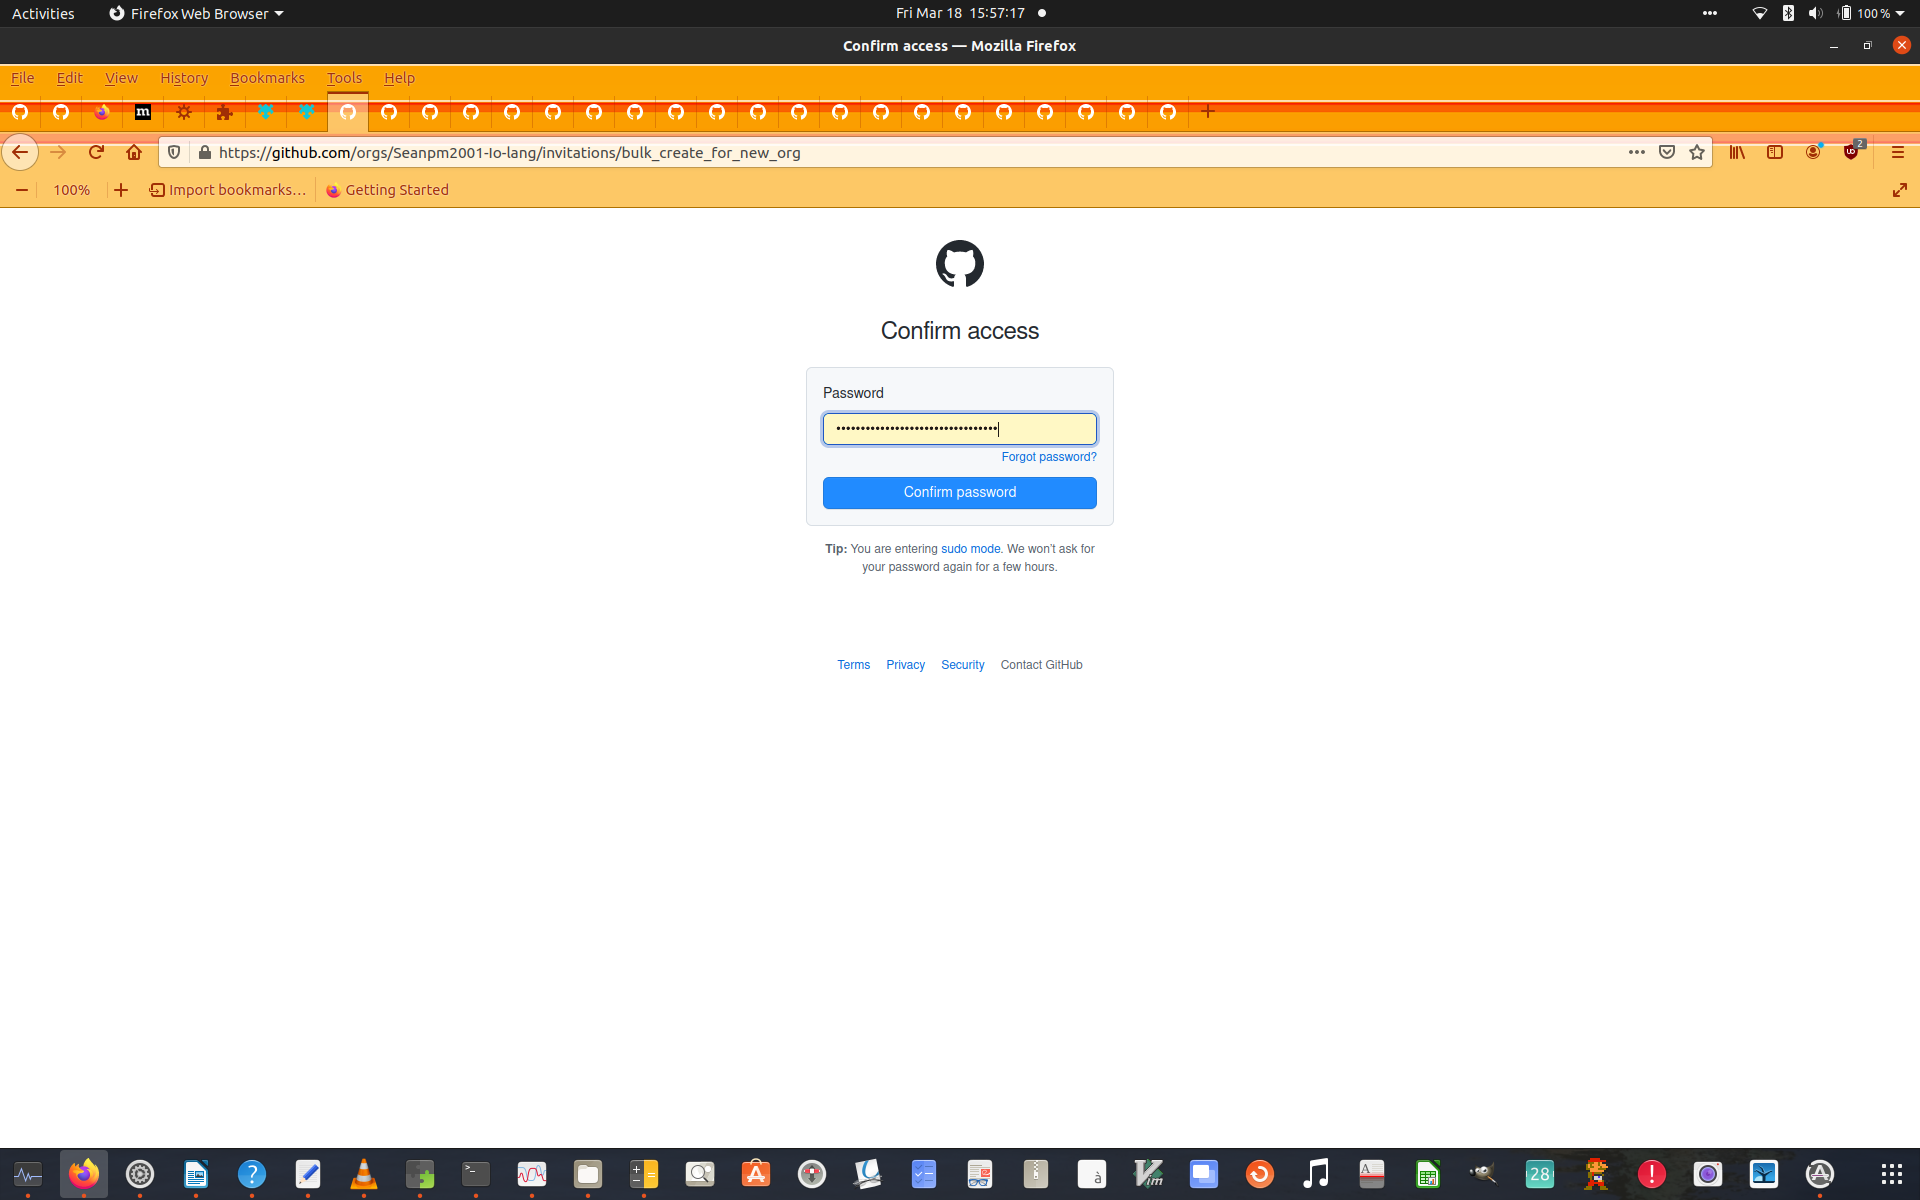 Activities
Firefox Web Browser
Fri Mar 18 15:57:17
100 %
Confirm access — Mozilla Firefox
File Edit View History Bookmarks Tools Help
m
https://github.com/orgs/Seanpm2001-Io-lang/invitations/bulk_create_for_new_org
2
100%
Import bookmarks...
Getting Started
Confirm access
Password
Forgot password?
Confirm password
Tip: You are entering sudo mode. We won't ask for
your password again for a few hours.
Terms Privacy Security Contact GitHub
?
>_
à
Vim
A
28
!
A